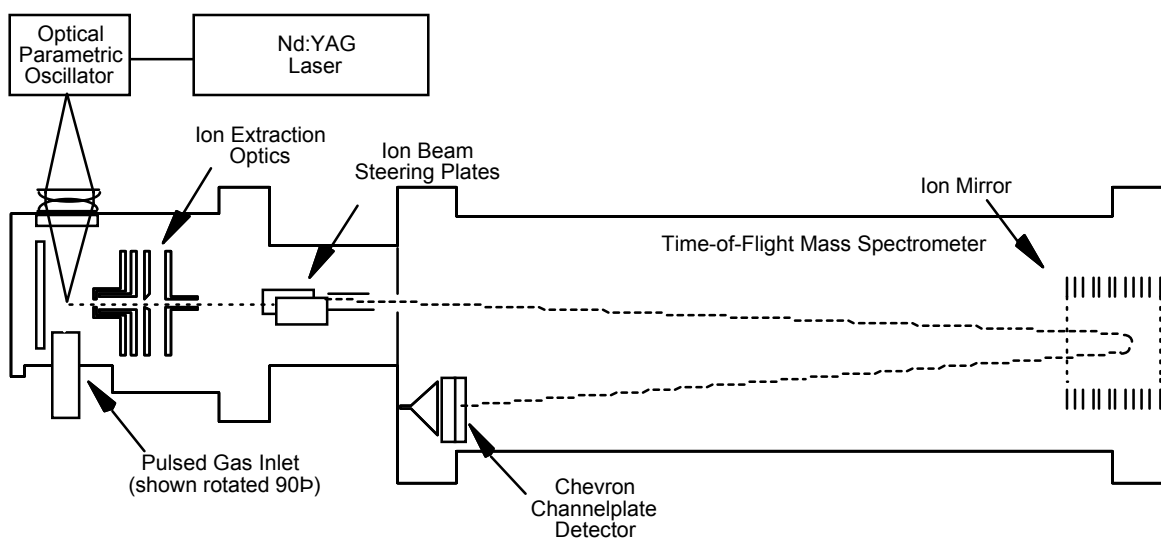 Optical
Parametric
Oscillator
Nd:YAG
Laser
Ion Extraction
Optics
Ion Beam
Steering Plates
Ion Mirror
Time-of-Flight Mass Spectrometer
Pulsed Gas Inlet
(shown rotated 90Þ)
Chevron
Channelplate
Detector